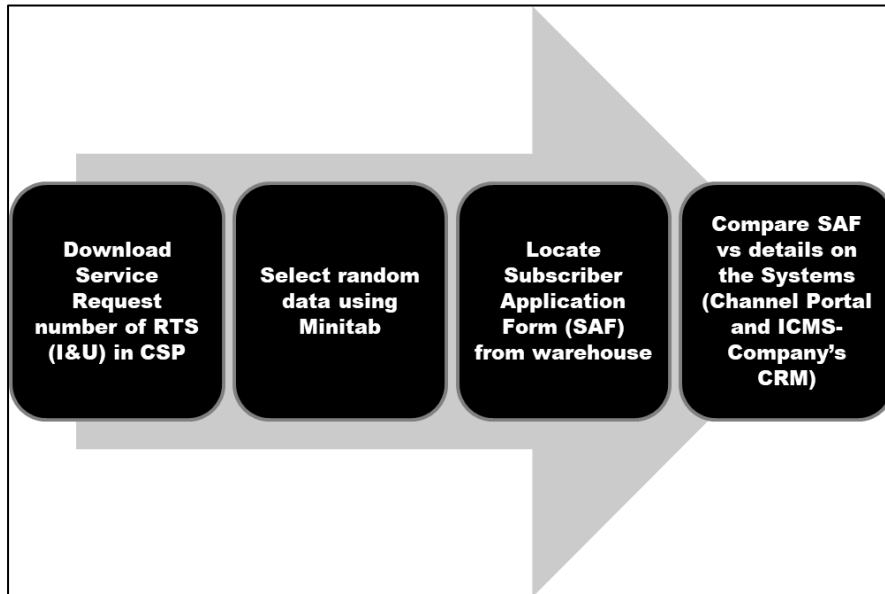 Download
Service
Request
number of RTS
(I&U) in CSP
Select random
data using
Minitab
Locate
Subscriber
Application
Form (SAF)
from warehouse
Compare SAF
vs details on
the Systems
(Channel Portal
and ICMS-
Company’s
CRM)